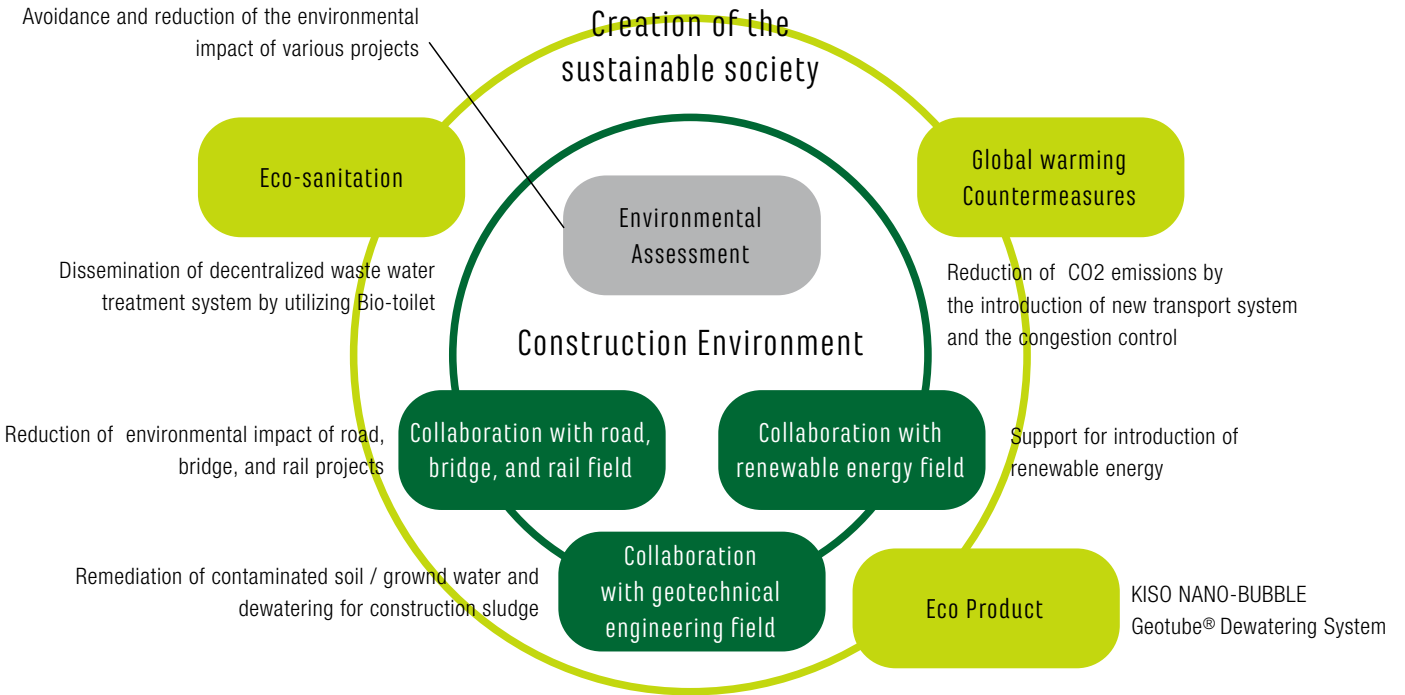 Avoidance and reduction of the environmental
impact of various projects
Creation of the
sustainable society
Eco-sanitation
Global warming
Countermeasures
Environmental
Assessment
Dissemination of decentralized waste water
treatment system by utilizing Bio-toilet
Reduction of CO2 emissions by
the introduction of new transport system
and the congestion control
Construction Environment
Reduction of environmental impact of road,
bridge, and rail projects
Collaboration with road,
bridge, and rail field
Collaboration with
renewable energy field
Support for introduction of
renewable energy
Remediation of contaminated soil / grownd water and
dewatering for construction sludge
Collaboration
with geotechnical
engineering field
Eco Product
KISO NANO-BUBBLE
Geotube® Dewatering System